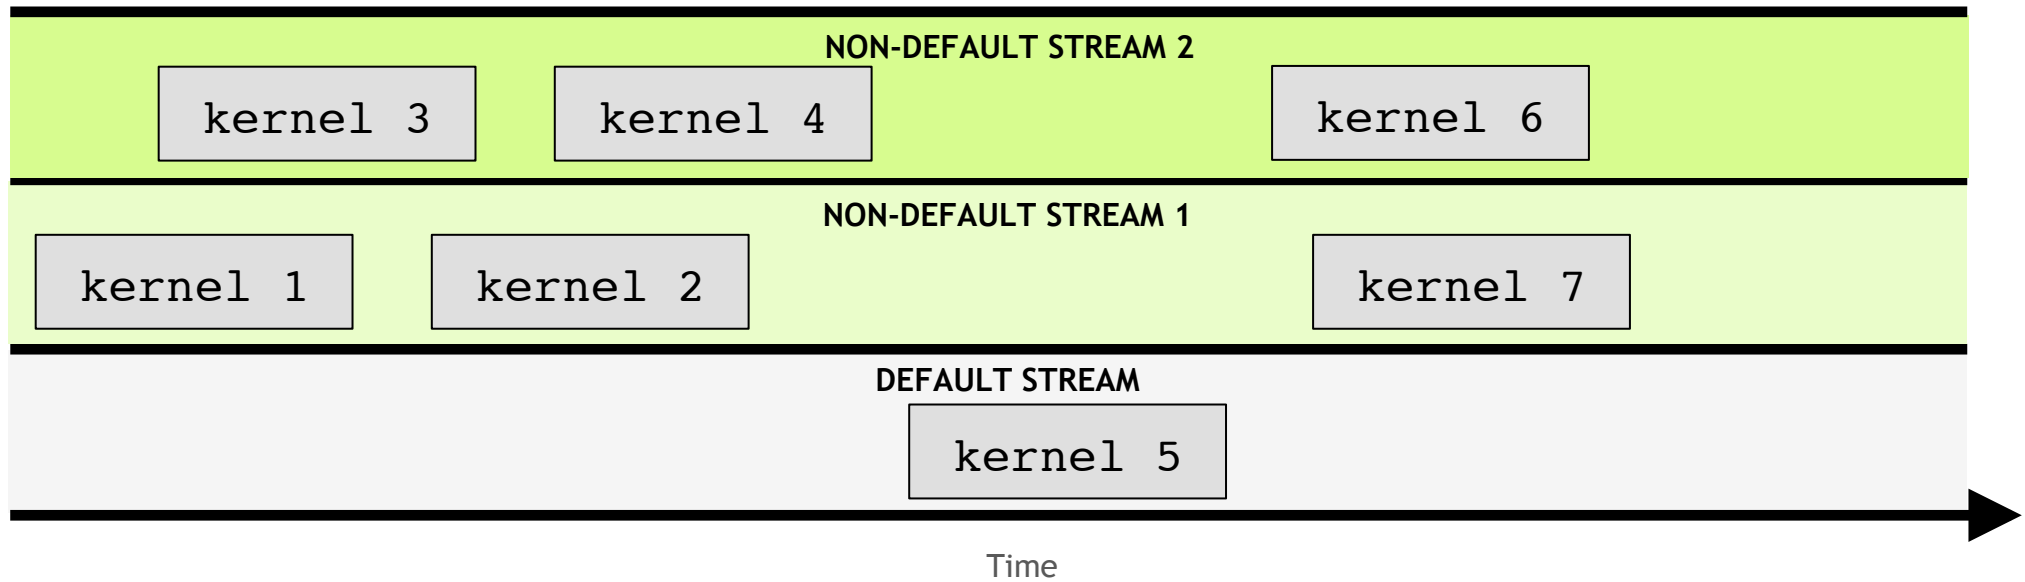 NON-DEFAULT STREAM 2
kernel 3
kernel 4
kernel 6
NON-DEFAULT STREAM 1
kernel 1
kernel 2
kernel 7
DEFAULT STREAM
kernel 5
Time